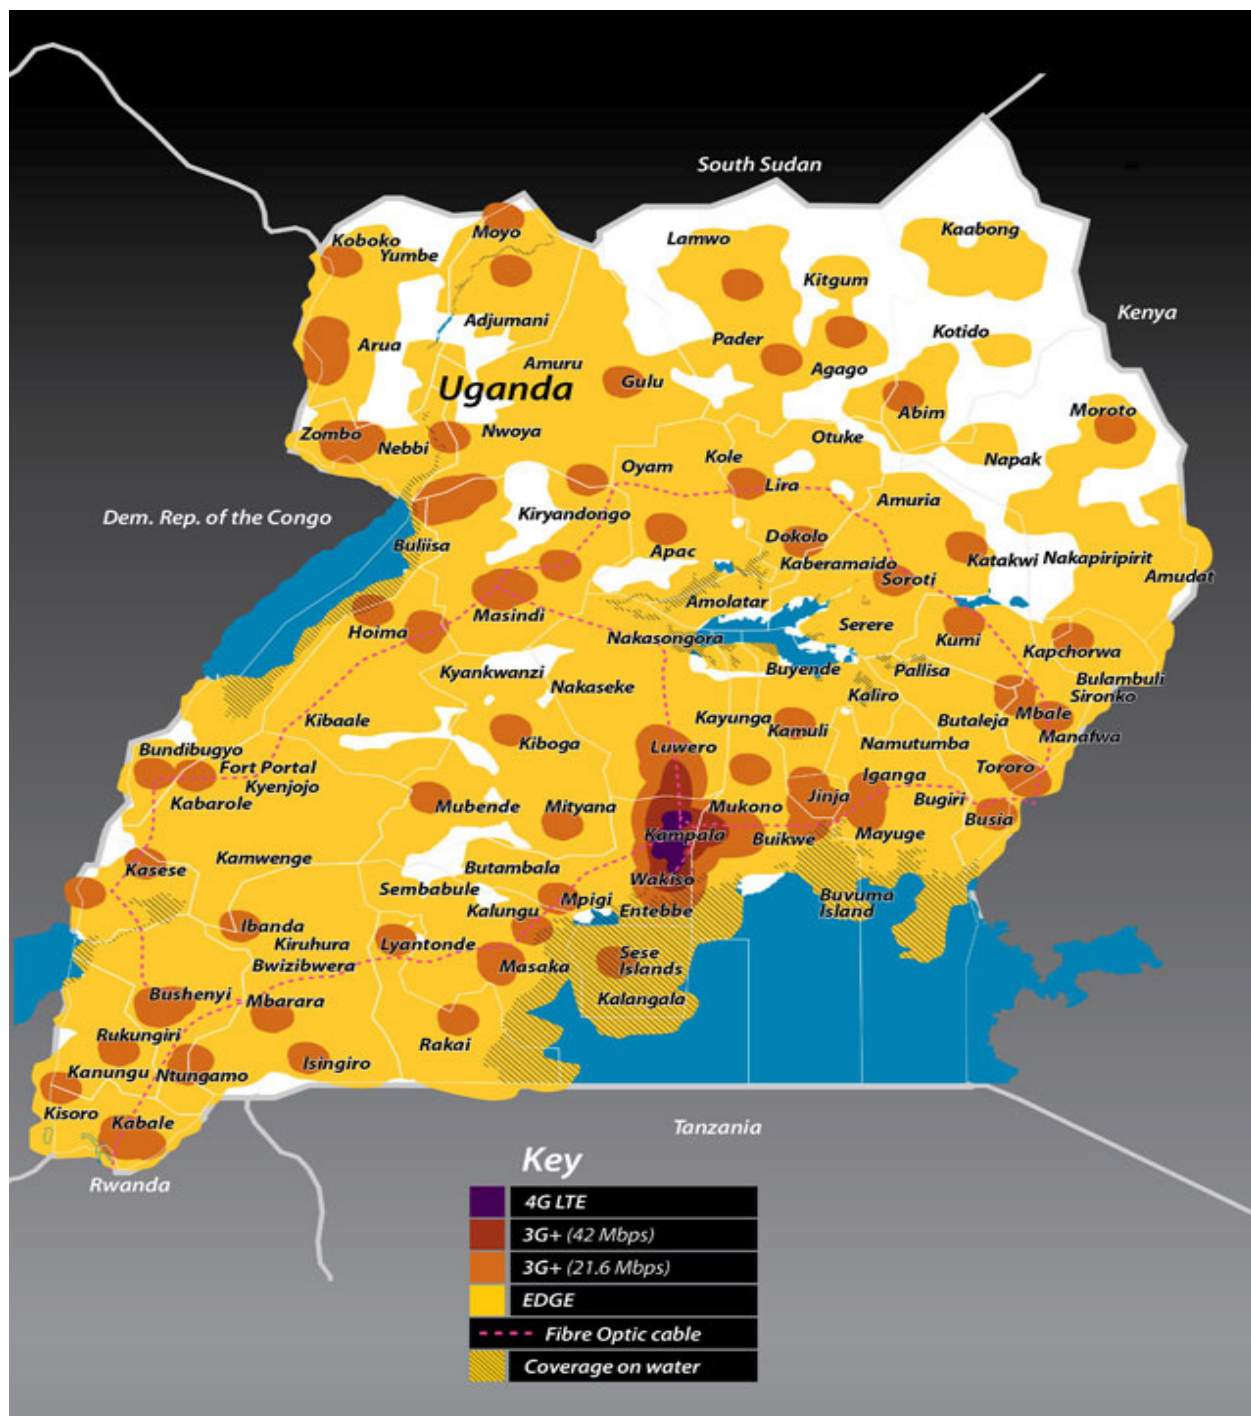 South Sudan
Koboko
Yumbe
Moyo
Lamwo
Kaabong
Kitgum
Kenya
Adjumani
Arua
Pader
Kotido
Amuru
Agago
Uganda
Gulu
Abim
Moroto
Zombo
Nebbi
Nwoya
Otuke
Oyam
Kole
Napak
Lira
Amuria
Dem. Rep. of the Congo
Kiryandongo
Buliisa
Apac
Dokolo
Kaberamaido
Katakwi
Nakapiripirit
Amudat
Soroti
Masindi
Amolatar
Hoima
Nakasongora
Serere
Kumi
Kapchorwa
Kyankwanzi
Nakaseke
Buyende
Pallisa
Bulambuli
Sironko
Kaliro
Kibaale
Kayunga
Kamuli
Butaleja
Mbale
Manafwa
Kiboga
Luwero
Namutumba
Bundibugyo
Fort Portal
Kyenjojo
Kabarole
Iganga
Tororo
Mubende
Mityana
Mukono
Jinja
Bugiri
Busia
Kampala
Buikwe
Mayuge
Kasese
Kamwenge
Butambala
Wakiso
Sembabule
Kalungu
Mpigi
Entebbe
Buvuma
Island
Ibanda
Kiruhura
Lyantonde
Bwizibwera
Masaka
Sese
Islands
Kalangala
Bushenyi
Mbarara
Rukungiri
Rakai
Kanungu
Ntungamo
Isingiro
Kisoro
Kabale
Tanzania
Rwanda
Key
4G LTE
3G+ (42 Mbps)
3G+ (21.6 Mbps)
EDGE
Fibre Optic cable
Coverage on water